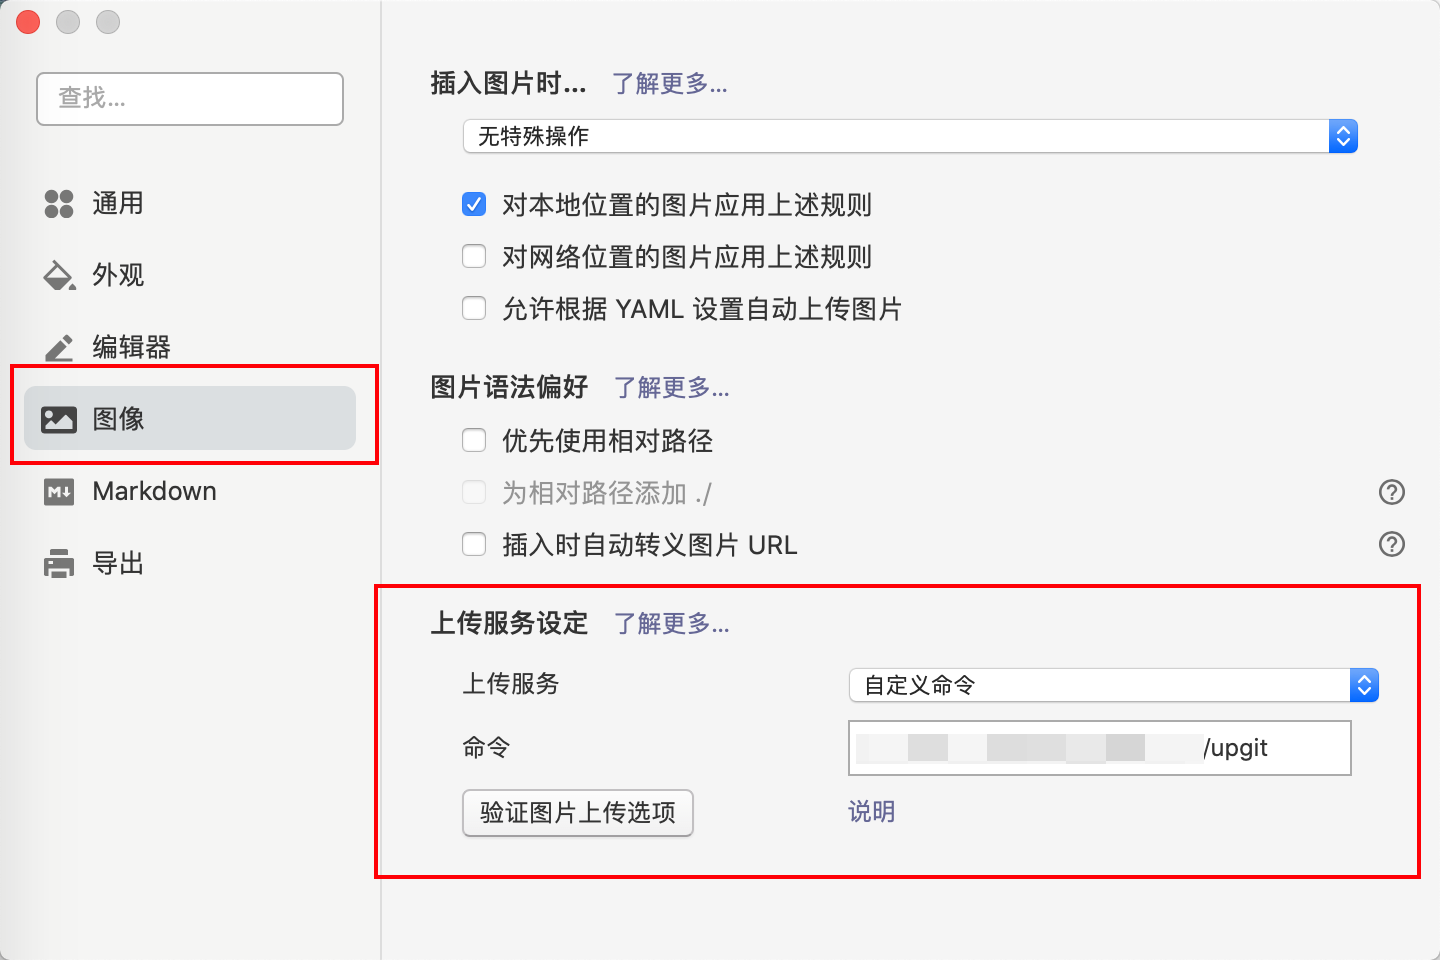 查找...
通用
外观
编辑器
图像
Markdown
导出
插入图片时... 了解更多...
无特殊操作
对本地位置的图片应用上述规则
对网络位置的图片应用上述规则
允许根据 YAML 设置自动上传图片
图片语法偏好 了解更多...
优先使用相对路径
为相对路径添加 ./
插入时自动转义图片 URL
上传服务设定 了解更多...
上传服务 自定义命令
命令 /upgit
验证图片上传选项 说明